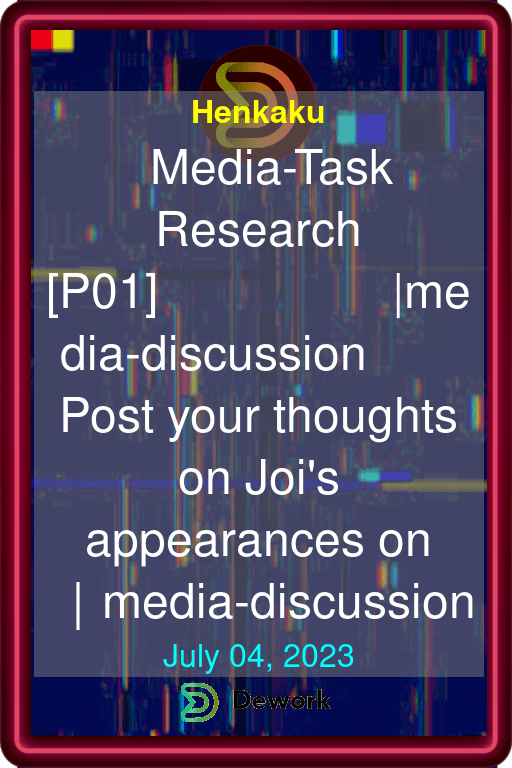 Henkaku
Media-Task
Research
[P01] |me
dia-discussion
Post your thoughts
on Joi's
appearances on
| media-discussion
July 04, 2023
Dework